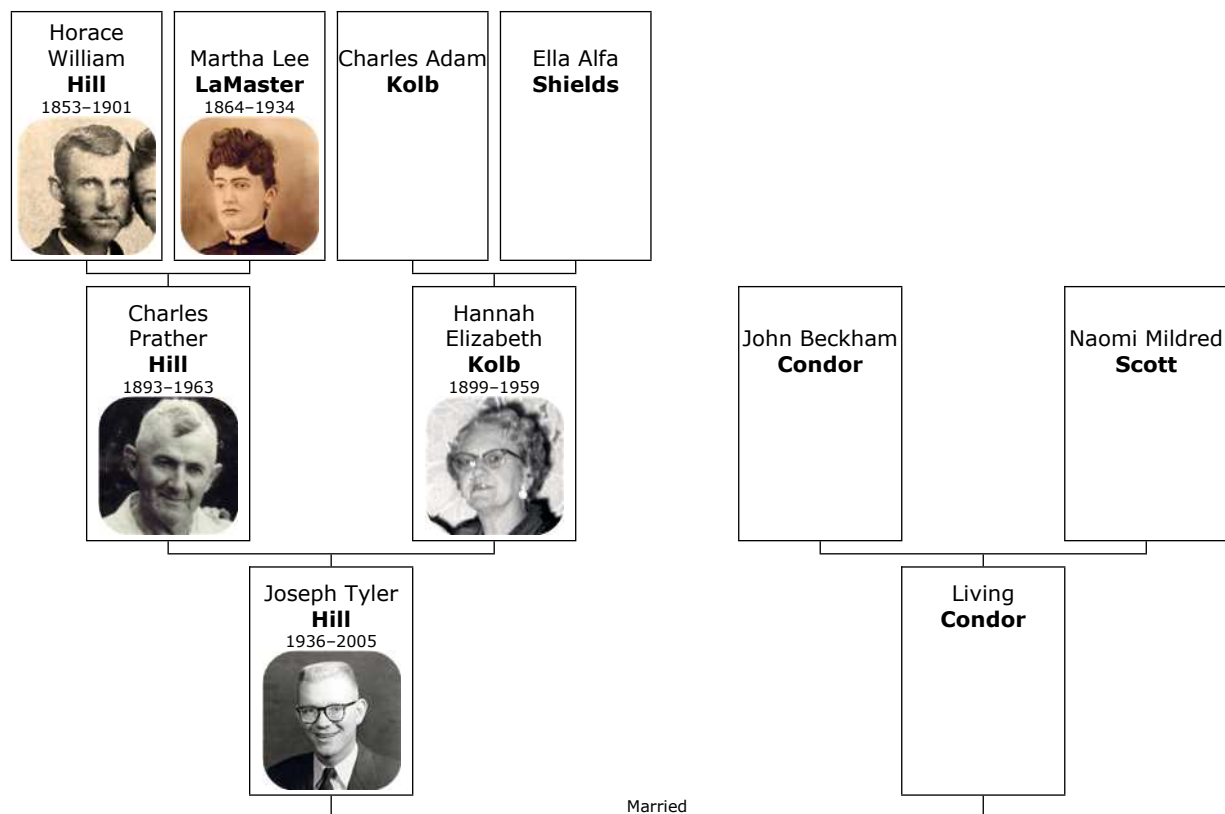 Horace
William
Hill
1853–1901
Martha Lee
LaMaster
1864–1934
Charles Adam
Kolb
Ella Alfa
Shields
Charles
Prather
Hill
1893–1963
Hannah
Elizabeth
Kolb
1899–1959
John Beckham
Condor
Naomi Mildred
Scott
Joseph Tyler
Hill
1936–2005
Living
Condor
Married